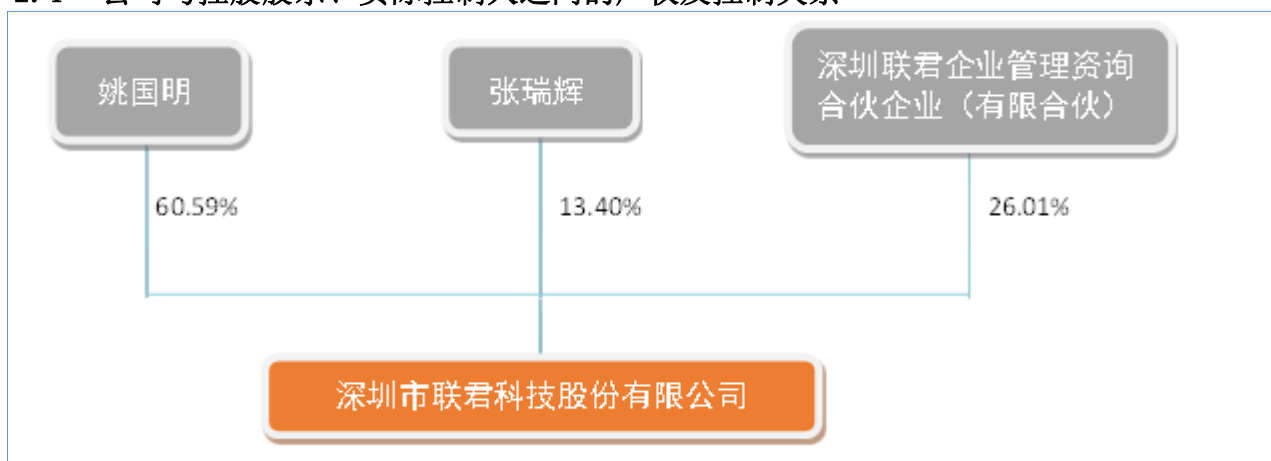 姚国明
张瑞辉
深圳联君企业管理资询
合伙企业（有限合伙）
60.59%
13.40%
26.01%
深圳市联君科技股份有限公司